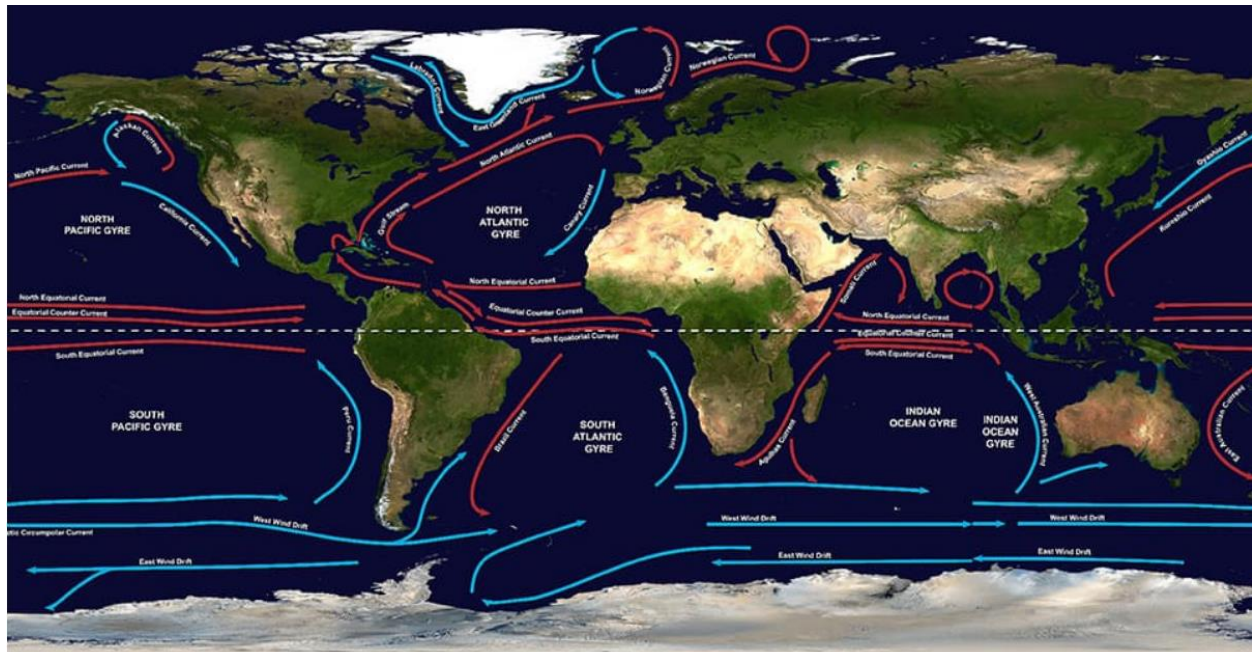 Labrador Current
East Greenland Current
Norwegian Current
Norwegian Current
Alaskan Current
North Pacific Current
California Current
NORTH
PACIFIC GYRE
Gulf Stream
North Atlantic Current
NORTH
ATLANTIC
GYRE
Canary Current
Oyashio Current
Kuroshio Current
North Equatorial Current
Equatorial Counter Current
South Equatorial Current
North Equatorial Current
Equatorial Counter Current
South Equatorial Current
Somali Current
North Equatorial Current
Equatorial Counter Current
South Equatorial Current
SOUTH
PACIFIC GYRE
Peru Current
Brazil Current
SOUTH
ATLANTIC
GYRE
Benguela Current
Agulhas Current
INDIAN
OCEAN GYRE
INDIAN
OCEAN
GYRE
West Australian Current
East Australian Current
West Wind Drift
tic Circumpolar Current
East Wind Drift
West Wind Drift
West Wind Drift
East Wind Drift
East Wind Drift